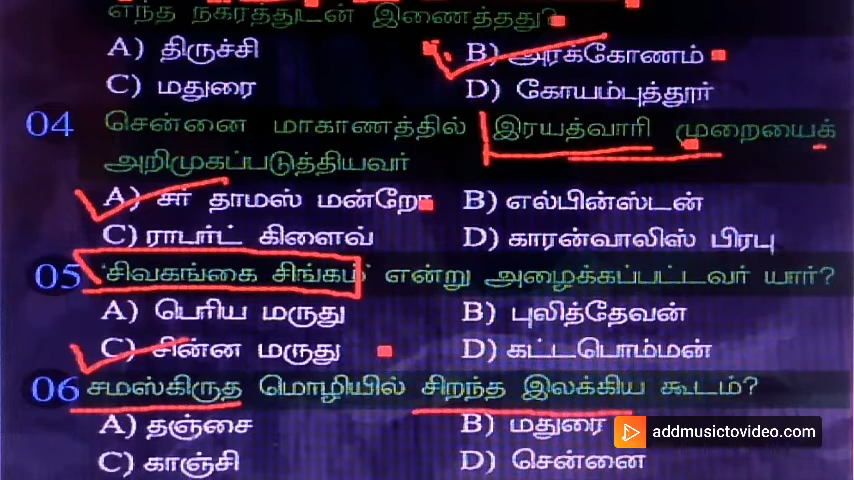 எந்த நகரத்துடன் இணைத்தது?
A) திருச்சி B) அரக்கோணம்
C) மதுரை D) கோயம்புத்தூர்
04 சென்னை மாகாணத்தில் இரயத்வாரி முறையைக்
அறிமுகப்படுத்தியவர்
A) சர் தாமஸ் மன்றோ B) எல்பின்ஸ்டன்
C) ராபர்ட் கிளைவ் D) காரன்வாலிஸ் பிரபு
05 'சிவகங்கை சிங்கம்' என்று அழைக்கப்பட்டவர் யார்?
A) பெரிய மருது B) புலித்தேவன்
C) சின்ன மருது D) கட்டபொம்மன்
06 சமஸ்கிருத மொழியில் சிறந்த இலக்கிய கூடம்?
A) தஞ்சை B) மதுரை addmusictovideo.com
C) காஞ்சி D) சென்னை